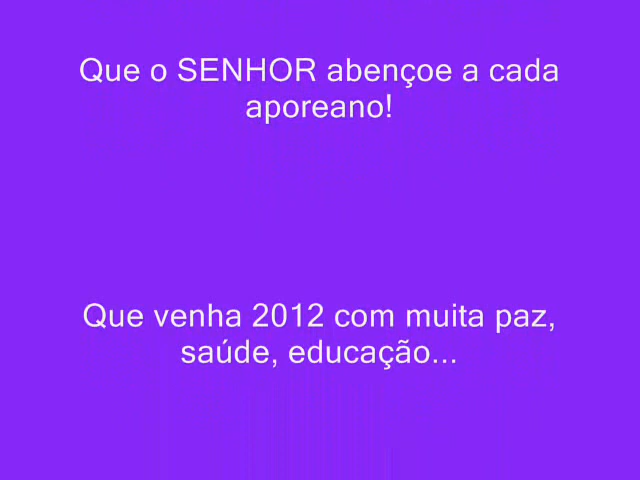 Que o SENHOR abençoe a cada
aporeano!
Que venha 2012 com muita paz,
saúde, educação...